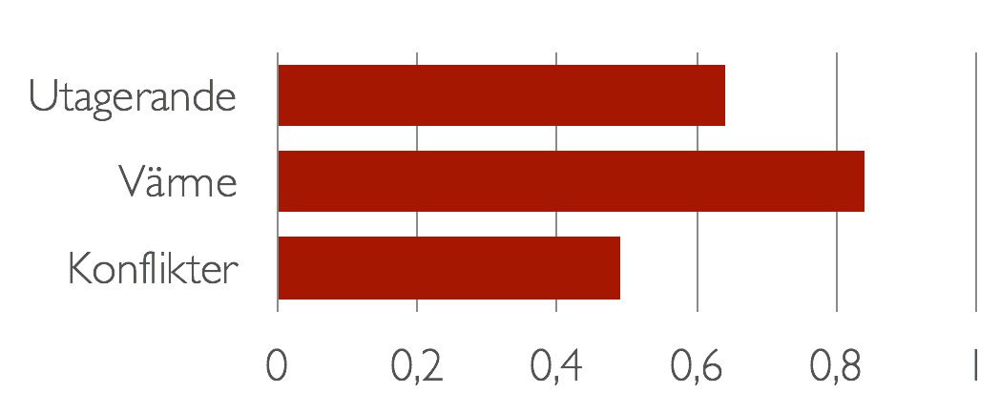 Utagerande
Värme
Konflikter
0 0,2 0,4 0,6 0,8 1